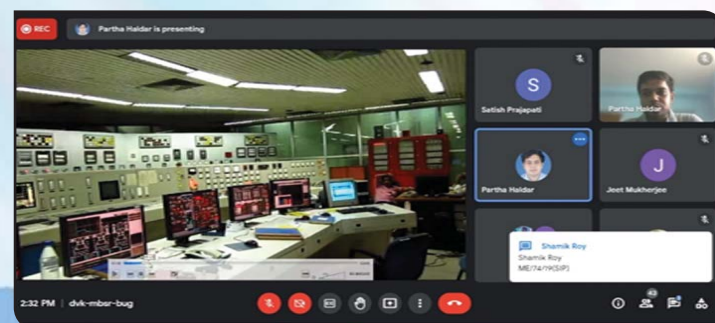 REC
Partha Haldar is presenting
S
Satish Prajapati
Partha Haldar
Partha Haldar
J
Jeet Mukherjee
Shamik Roy
Shamik Roy
ME/74/19(SIP)
2:32 PM | dvk-mbsr-bug
43